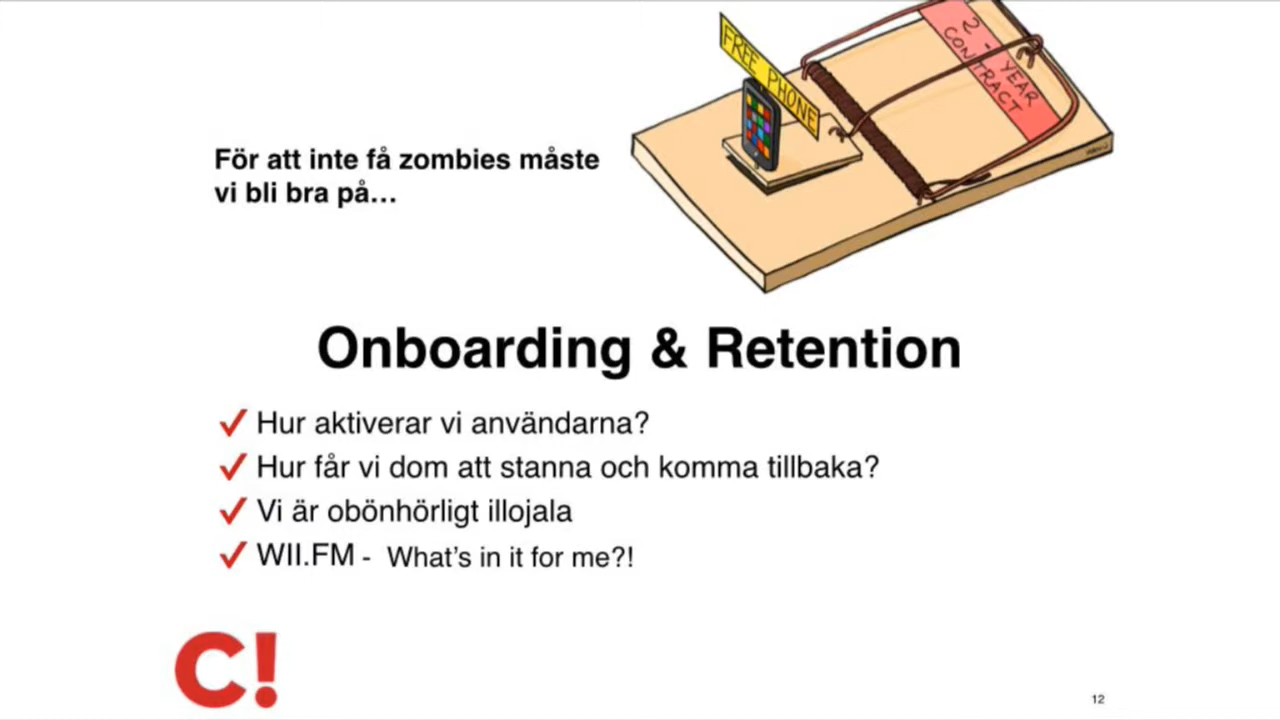 FREE PHONE
2-YEAR
CONTRACT
För att inte få zombies måste
vi bli bra på...
Onboarding & Retention
✓ Hur aktiverar vi användarna?
✓ Hur får vi dom att stanna och komma tillbaka?
✓ Vi är obönhörligt illojala
✓ WII.FM - What's in it for me?!
C!
12